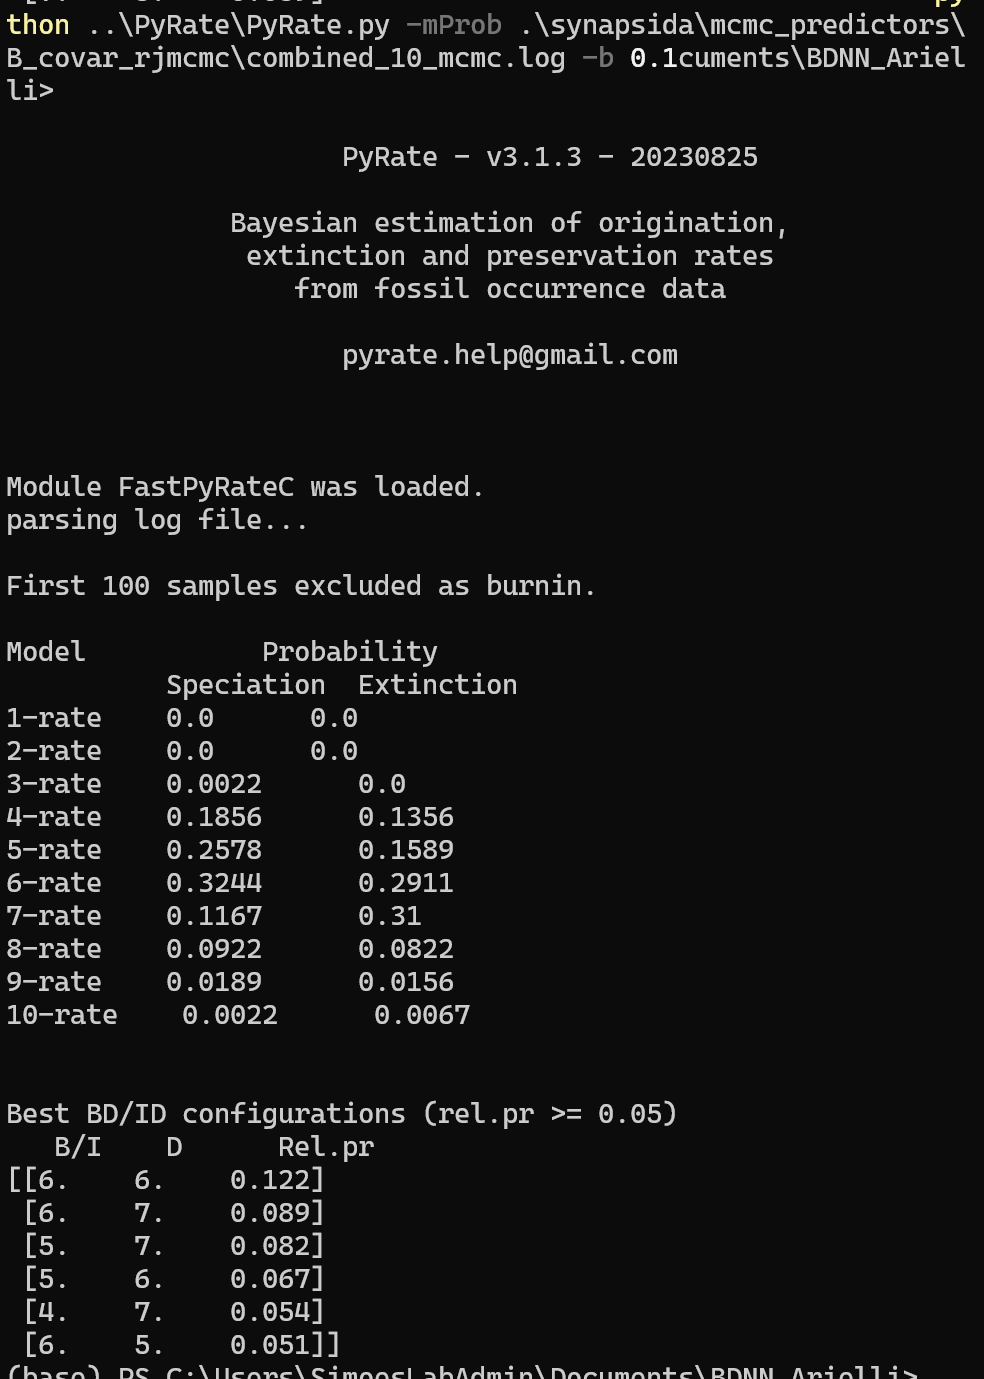 py
thon ..\PyRate\PyRate.py -mProb .\synapsida\mcmc_predictors\
B_covar_rjmcmc\combined_10_mcmc.log -b 0.1cuments\BDNN_Ariel
li>
PyRate - v3.1.3 - 20230825
Bayesian estimation of origination,
extinction and preservation rates
from fossil occurrence data
pyrate.help@gmail.com
Module FastPyRateC was loaded.
parsing log file...
First 100 samples excluded as burnin.
Model Probability
Speciation Extinction
1-rate 0.0 0.0
2-rate 0.0 0.0
3-rate 0.0022 0.0
4-rate 0.1856 0.1356
5-rate 0.2578 0.1589
6-rate 0.3244 0.2911
7-rate 0.1167 0.31
8-rate 0.0922 0.0822
9-rate 0.0189 0.0156
10-rate 0.0022 0.0067
Best BD/ID configurations (rel.pr >= 0.05)
B/I D Rel.pr
[[6. 6. 0.122]
[6. 7. 0.089]
[5. 7. 0.082]
[5. 6. 0.067]
[4. 7. 0.054]
[6. 5. 0.051]]
(base) PS C:\Users\SimoesLabAdmin\Documents\BDNN_Arielli>